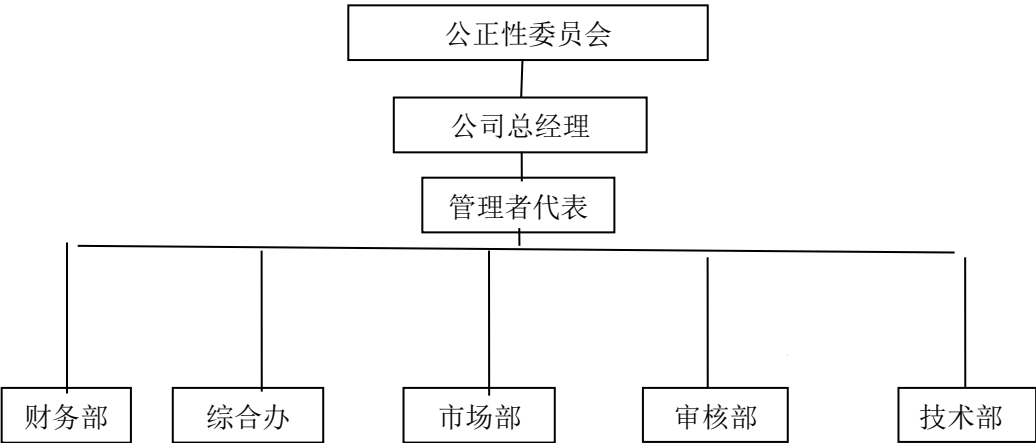 公正性委员会
公司总经理
管理者代表
财务部
综合办
市场部
审核部
技术部